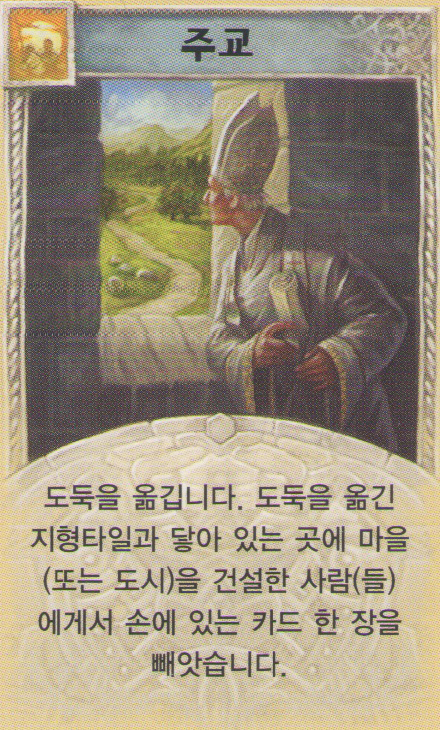 주교
도둑을 옮깁니다. 도둑을 옮긴
지형타일과 닿아 있는 곳에 마을
(또는 도시)을 건설한 사람(들)
에게서 손에 있는 카드 한 장을
빼앗습니다.